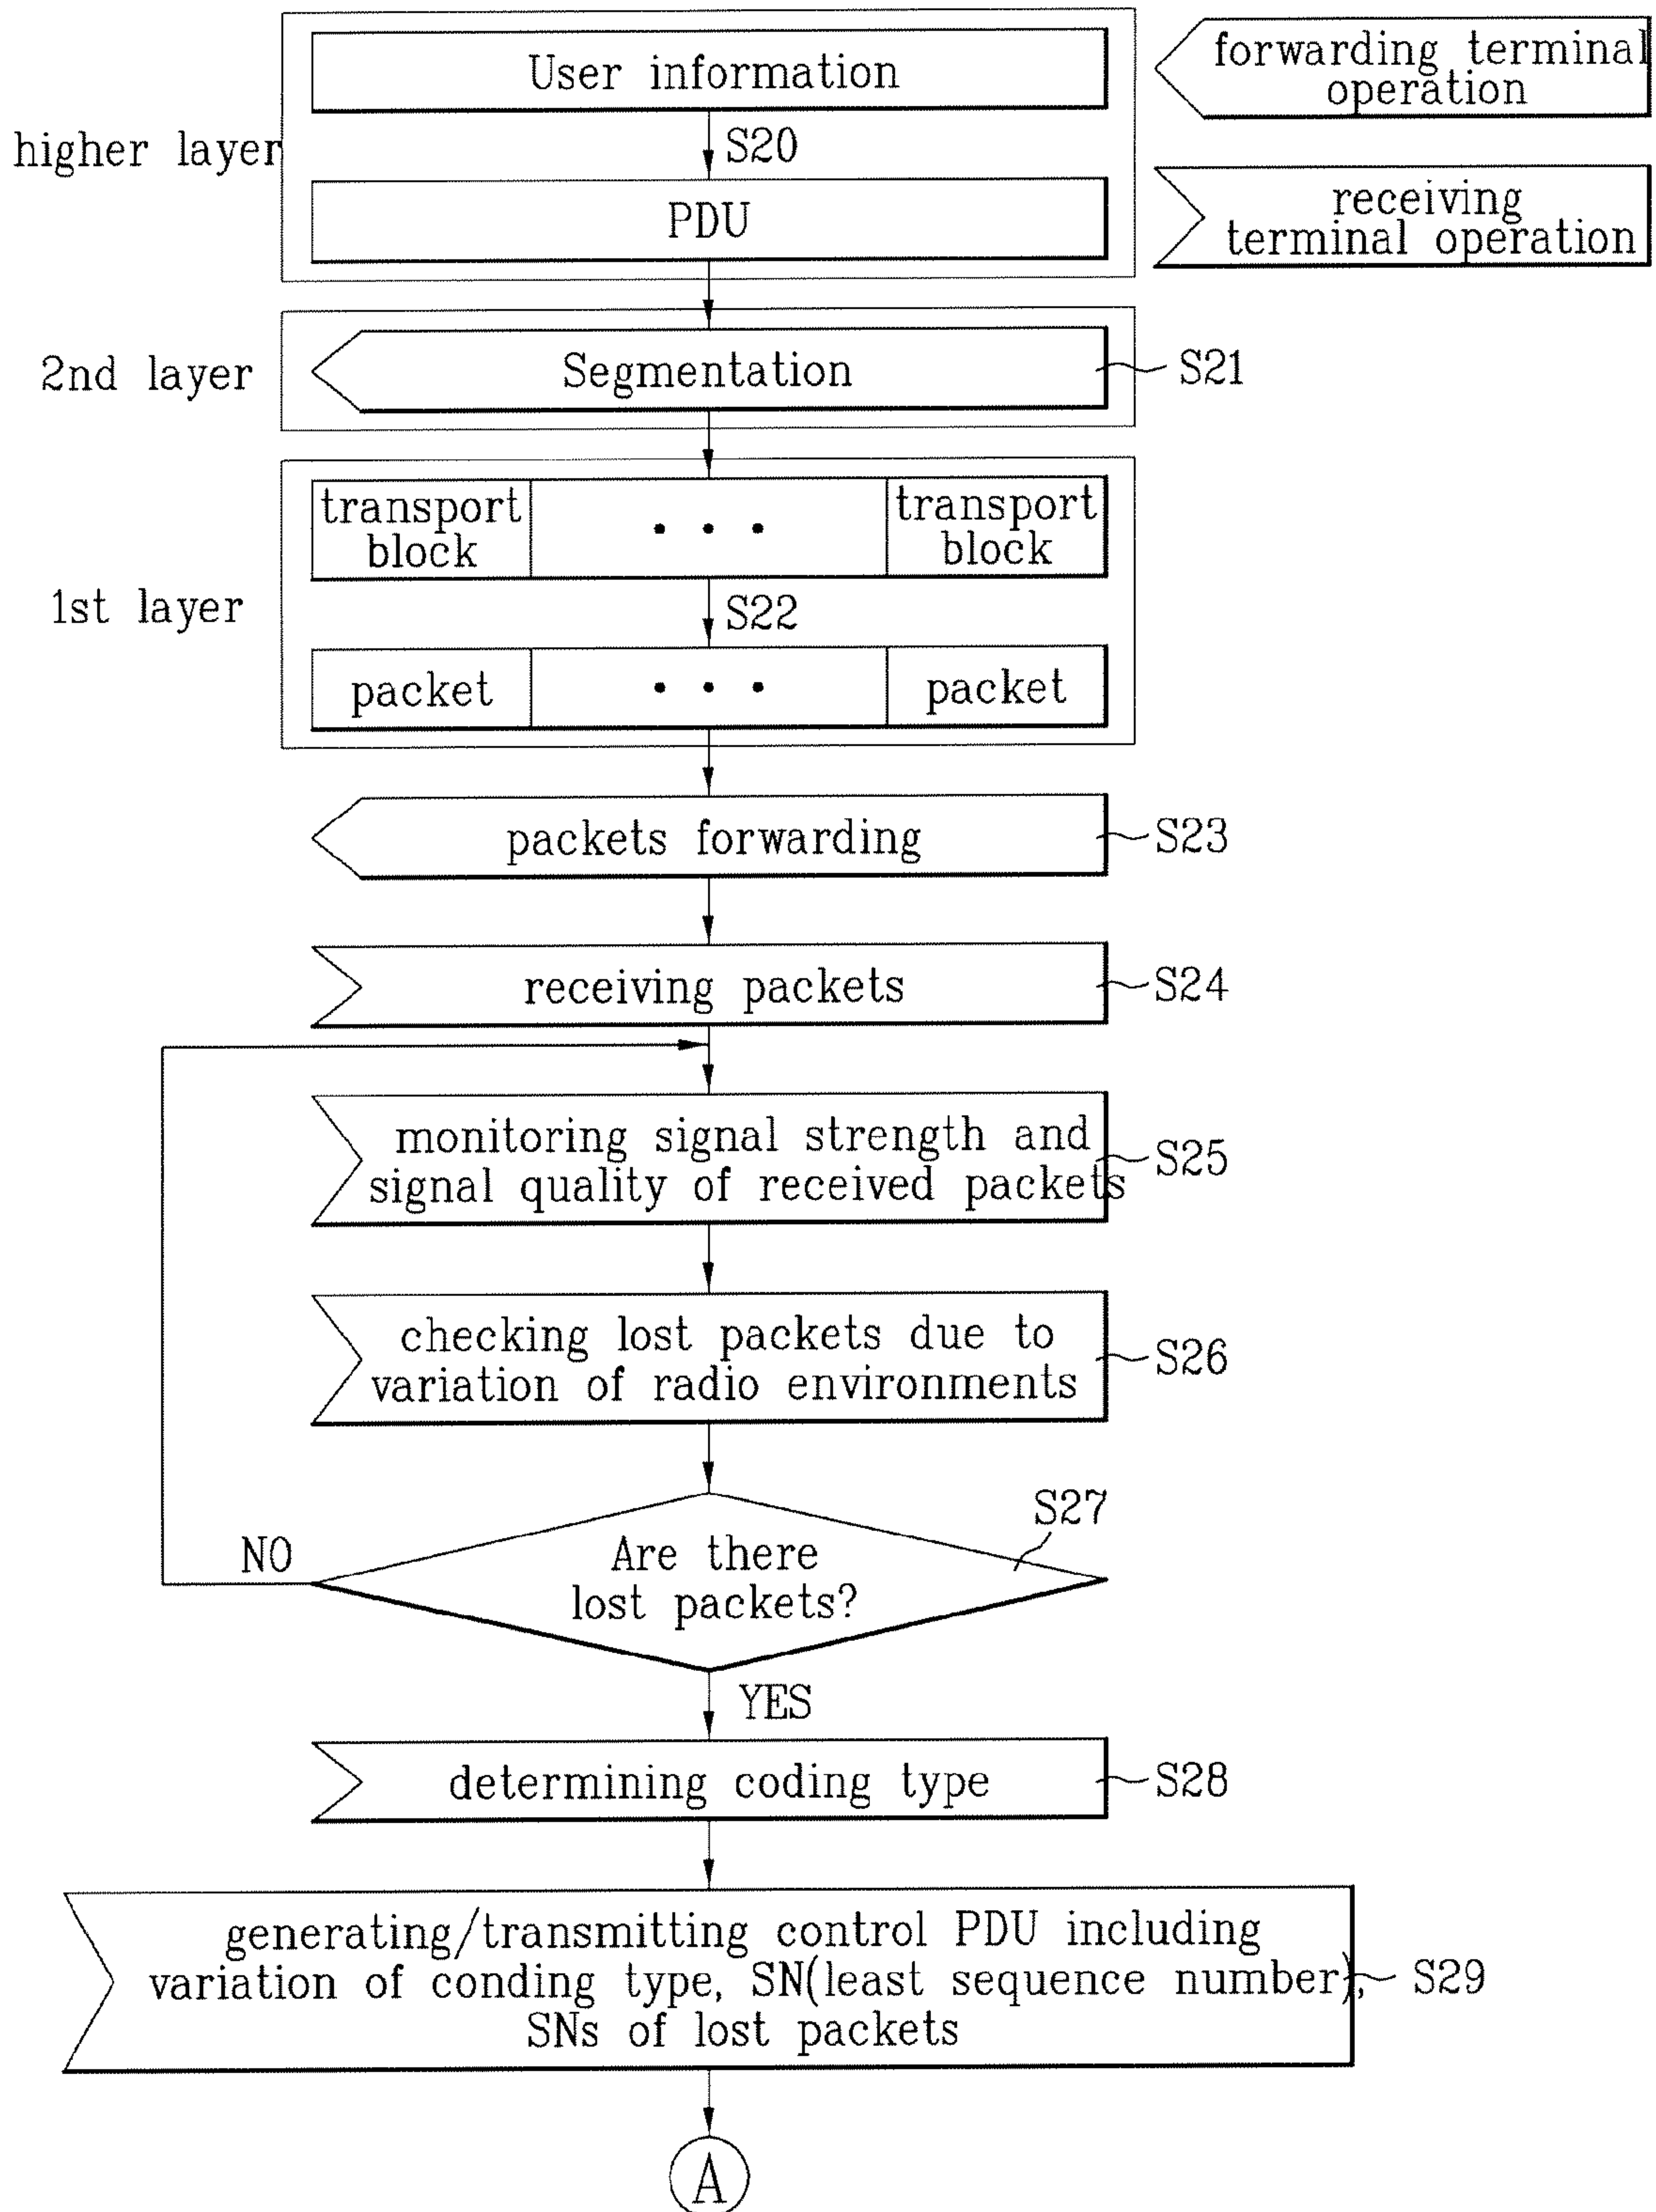 User information
forwarding terminal
operation
higher layer
S20
PDU
receiving
terminal operation
2nd layer
Segmentation
S21
transport
block
• • •
transport
block
1st layer
S22
packet
• • •
packet
packets forwarding
S23
receiving packets
S24
monitoring signal strength and
signal quality of received packets
S25
checking lost packets due to
variation of radio environments
S26
S27
NO
Are there
lost packets?
YES
determining coding type
S28
generating/transmitting control PDU including
variation of conding type, SN(least sequence number),
SNs of lost packets
S29
A